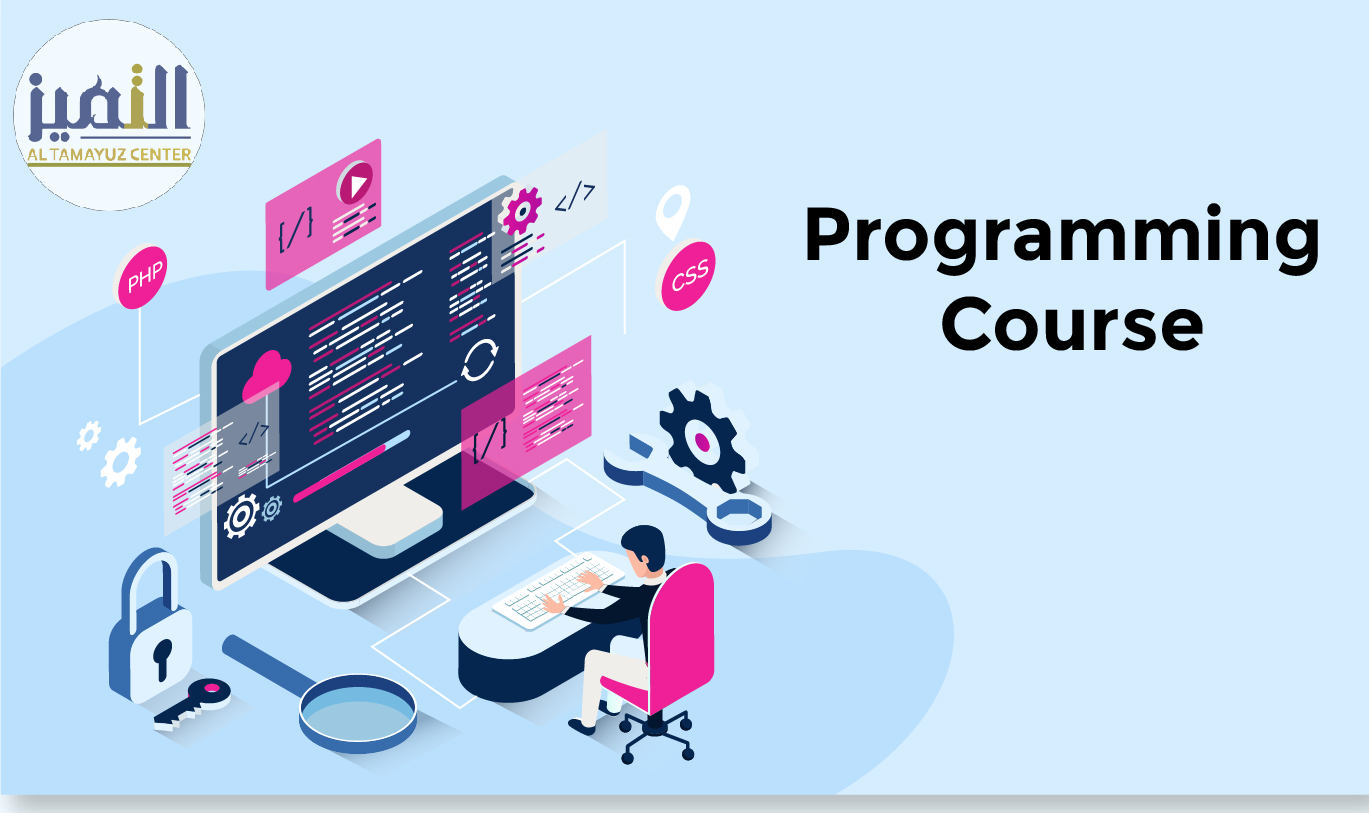 التميز
AL TAMAYUZ CENTER
Programming
Course
PHP
[/]
</>
CSS
</>
[/]